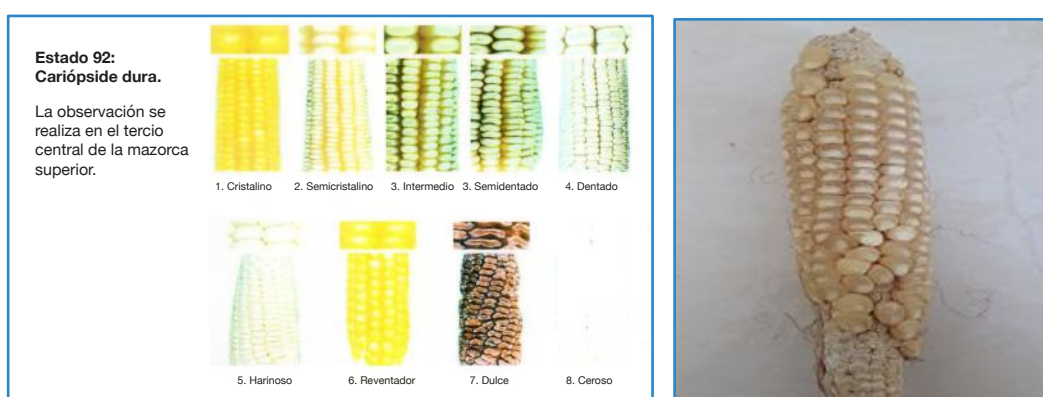 Estado 92:
Cariópside dura.
La observación se
realiza en el tercio
central de la mazorca
superior.
1. Cristalino 2. Semicristalino 3. Intermedio 3. Semidentado 4. Dentado
5. Harinoso 6. Reventador 7. Dulce 8. Ceroso